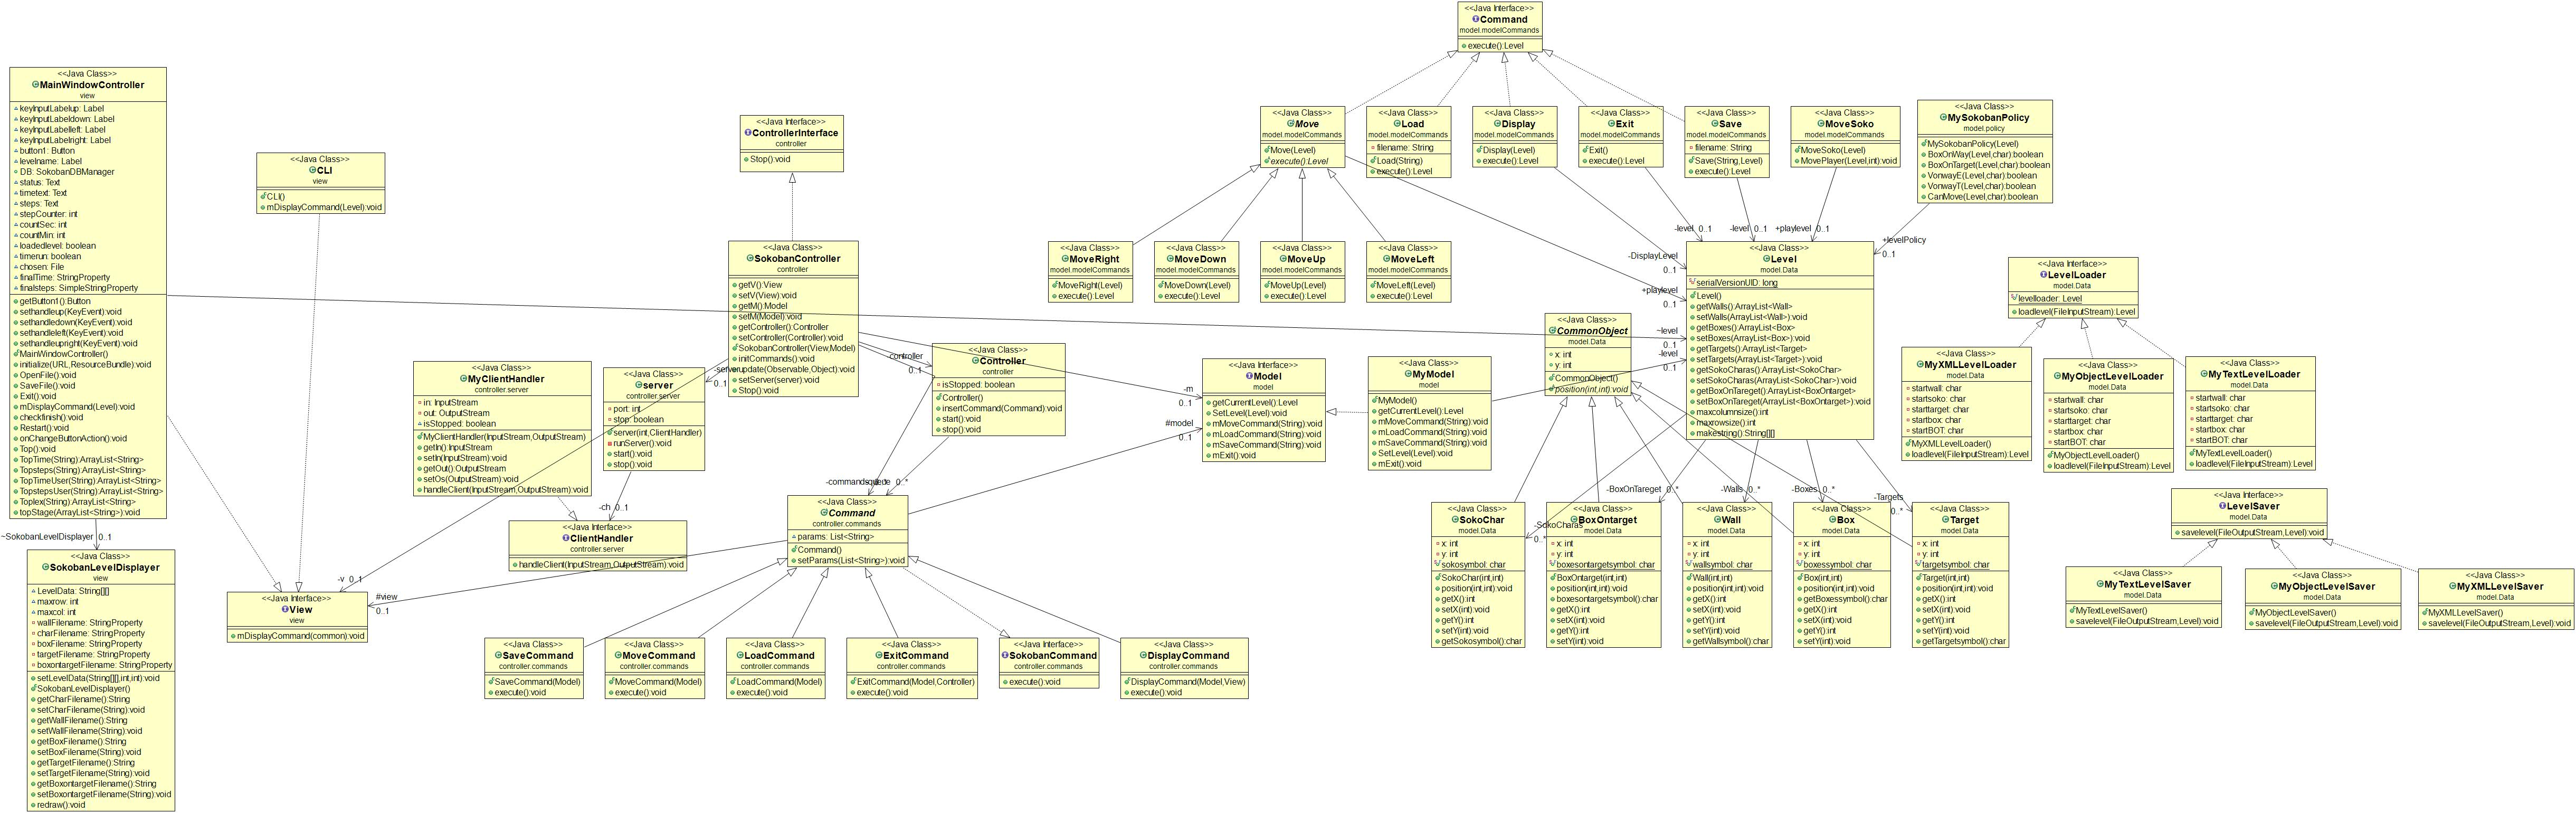 <<Java Interface>>
Command
model.modelCommands
execute():Level
<<Java Class>>
MainWindowController
view
keyInputLabelup: Label
keyInputLabeldown: Label
keyInputLabelleft: Label
keyInputLabelright: Label
button1: Button
levelname: Label
DB: SokobanDBManager
status: Text
timetext: Text
steps: Text
stepCounter: int
countSec: int
countMin: int
loadedlevel: boolean
timerun: boolean
chosen: File
finalTime: StringProperty
finalsteps: SimpleStringProperty
getButton1():Button
sethandleup(KeyEvent):void
sethandledown(KeyEvent):void
sethandleleft(KeyEvent):void
sethandleupright(KeyEvent):void
MainWindowController()
initialize(URL,ResourceBundle):void
OpenFile():void
SaveFile():void
Exit():void
mDisplayCommand(Level):void
checkfinish():void
Restart():void
onChangeButtonAction():void
Top():void
TopTime(String):ArrayList<String>
Topsteps(String):ArrayList<String>
TopTimeUser(String):ArrayList<String>
TopstepsUser(String):ArrayList<String>
Toplex(String):ArrayList<String>
topStage(ArrayList<String>):void
~SokobanLevelDisplayer 0..1
<<Java Class>>
SokobanLevelDisplayer
view
LevelData: String[][]
maxrow: int
maxcol: int
wallFilename: StringProperty
charFilename: StringProperty
boxFilename: StringProperty
targetFilename: StringProperty
boxontargetFilename: StringProperty
setLevelData(String[][],int,int):void
SokobanLevelDisplayer()
getCharFilename():String
setCharFilename(String):void
getWallFilename():String
setWallFilename(String):void
getBoxFilename():String
setBoxFilename(String):void
getTargetFilename():String
setTargetFilename(String):void
getBoxontargetFilename():String
setBoxontargetFilename(String):void
redraw():void
<<Java Class>>
CLI
view
CLI()
mDisplayCommand(Level):void
-v 0..1
#view
0..1
<<Java Interface>>
View
view
mDisplayCommand(common):void
<<Java Class>>
MyClientHandler
controller.server
in: InputStream
out: OutputStream
isStopped: boolean
MyClientHandler(InputStream,OutputStream)
getIn():InputStream
setIn(InputStream):void
getOut():OutputStream
setOs(OutputStream):void
handleClient(InputStream,OutputStream):void
<<Java Class>>
server
controller.server
port: int
stop: boolean
server(int,ClientHandler)
runServer():void
start():void
stop():void
-ch 0..1
<<Java Interface>>
ClientHandler
controller.server
handleClient(InputStream,OutputStream):void
<<Java Interface>>
ControllerInterface
controller
Stop():void
<<Java Class>>
SokobanController
controller
getV():View
setV(View):void
getM():Model
setM(Model):void
getController():Controller
setController(Controller):void
SokobanController(View,Model)
initCommands():void
update(Observable,Object):void
setServer(server):void
Stop():void
-server
0..1
controller
0..1
<<Java Class>>
Controller
controller
isStopped: boolean
Controller()
insertCommand(Command):void
start():void
stop():void
0..*
<<Java Class>>
Command
controller.commands
params: List<String>
Command()
setParams(List<String>):void
<<Java Class>>
SaveCommand
controller.commands
SaveCommand(Model)
execute():void
<<Java Class>>
MoveCommand
controller.commands
MoveCommand(Model)
execute():void
<<Java Class>>
LoadCommand
controller.commands
LoadCommand(Model)
execute():void
<<Java Class>>
ExitCommand
controller.commands
ExitCommand(Model,Controller)
execute():void
<<Java Interface>>
SokobanCommand
controller.commands
execute():void
<<Java Class>>
DisplayCommand
controller.commands
DisplayCommand(Model,View)
execute():void
-m
0..1
#model
0..1
<<Java Interface>>
Model
model
getCurrentLevel():Level
SetLevel(Level):void
mMoveCommand(String):void
mLoadCommand(String):void
mSaveCommand(String):void
mExit():void
<<Java Class>>
MyModel
model
MyModel()
getCurrentLevel():Level
mMoveCommand(String):void
mLoadCommand(String):void
mSaveCommand(String):void
SetLevel(Level):void
mExit():void
<<Java Class>>
Move
model.modelCommands
Move(Level)
execute():Level
<<Java Class>>
Load
model.modelCommands
filename: String
Load(String)
execute():Level
<<Java Class>>
Display
model.modelCommands
Display(Level)
execute():Level
<<Java Class>>
Exit
model.modelCommands
Exit()
execute():Level
<<Java Class>>
Save
model.modelCommands
filename: String
Save(String,Level)
execute():Level
<<Java Class>>
MoveSoko
model.modelCommands
MoveSoko(Level)
MovePlayer(Level,int):void
<<Java Class>>
MySokobanPolicy
model.policy
MySokobanPolicy(Level)
BoxOnWay(Level,char):boolean
BoxOnTarget(Level,char):boolean
VonwayE(Level,char):boolean
VonwayT(Level,char):boolean
CanMove(Level,char):boolean
<<Java Class>>
MoveRight
model.modelCommands
MoveRight(Level)
execute():Level
<<Java Class>>
MoveDown
model.modelCommands
MoveDown(Level)
execute():Level
<<Java Class>>
MoveUp
model.modelCommands
MoveUp(Level)
execute():Level
<<Java Class>>
MoveLeft
model.modelCommands
MoveLeft(Level)
execute():Level
-level 0..1
-level 0..1
+playlevel 0..1
+levelPolicy
0..1
-DisplayLevel
0..1
+playlevel
0..1
~level
0..1
-level
0..1
<<Java Class>>
Level
model.Data
serialVersionUID: long
Level()
getWalls():ArrayList<Wall>
setWalls(ArrayList<Wall>):void
getBoxes():ArrayList<Box>
setBoxes(ArrayList<Box>):void
getTargets():ArrayList<Target>
setTargets(ArrayList<Target>):void
getSokoCharas():ArrayList<SokoChar>
setSokoCharas(ArrayList<SokoChar>):void
getBoxOnTareget():ArrayList<BoxOntarget>
setBoxOnTareget(ArrayList<BoxOntarget>):void
maxcolumnsize():int
maxrowsize():int
makestring():String[][]
<<Java Class>>
CommonObject
model.Data
x: int
y: int
CommonObject()
position(int,int):void
-SokoCharas
0..*
-BoxOnTareget 0..*
-Walls 0..*
-Boxes 0..*
-Targets
0..*
<<Java Class>>
SokoChar
model.Data
x: int
y: int
sokosymbol: char
SokoChar(int,int)
position(int,int):void
getX():int
setX(int):void
getY():int
setY(int):void
getSokosymbol():char
<<Java Class>>
BoxOntarget
model.Data
x: int
y: int
boxesontargetsymbol: char
BoxOntarget(int,int)
position(int,int):void
boxesontargetsymbol():char
getX():int
setX(int):void
getY():int
setY(int):void
<<Java Class>>
Wall
model.Data
x: int
y: int
wallsymbol: char
Wall(int,int)
position(int,int):void
getX():int
setX(int):void
getY():int
setY(int):void
getWallsymbol():char
<<Java Class>>
Box
model.Data
x: int
y: int
boxessymbol: char
Box(int,int)
position(int,int):void
getBoxessymbol():char
getX():int
setX(int):void
getY():int
setY(int):void
<<Java Class>>
Target
model.Data
x: int
y: int
targetsymbol: char
Target(int,int)
position(int,int):void
getX():int
setX(int):void
getY():int
setY(int):void
getTargetsymbol():char
<<Java Interface>>
LevelLoader
model.Data
levelloader: Level
loadlevel(FileInputStream):Level
<<Java Class>>
MyXMLLevelLoader
model.Data
startwall: char
startsoko: char
starttarget: char
startbox: char
startBOT: char
MyXMLLevelLoader()
loadlevel(FileInputStream):Level
<<Java Class>>
MyObjectLevelLoader
model.Data
startwall: char
startsoko: char
starttarget: char
startbox: char
startBOT: char
MyObjectLevelLoader()
loadlevel(FileInputStream):Level
<<Java Class>>
MyTextLevelLoader
model.Data
startwall: char
startsoko: char
starttarget: char
startbox: char
startBOT: char
MyTextLevelLoader()
loadlevel(FileInputStream):Level
<<Java Interface>>
LevelSaver
model.Data
savelevel(FileOutputStream,Level):void
<<Java Class>>
MyTextLevelSaver
model.Data
MyTextLevelSaver()
savelevel(FileOutputStream,Level):void
<<Java Class>>
MyObjectLevelSaver
model.Data
MyObjectLevelSaver()
savelevel(FileOutputStream,Level):void
<<Java Class>>
MyXMLLevelSaver
model.Data
MyXMLLevelSaver()
savelevel(FileOutputStream,Level):void